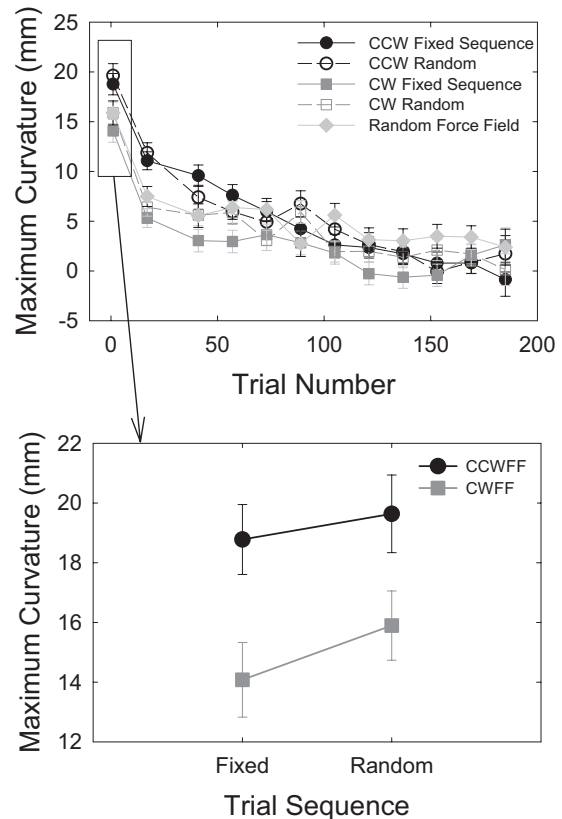 Maximum Curvature (mm)
25
20
15
10
5
0
-5
CCW Fixed Sequence
CCW Random
CW Fixed Sequence
CW Random
Random Force Field
0 50 100 150 200
Trial Number
Maximum Curvature (mm)
22
20
18
16
14
12
CCWFF
CWFF
Fixed Random
Trial Sequence